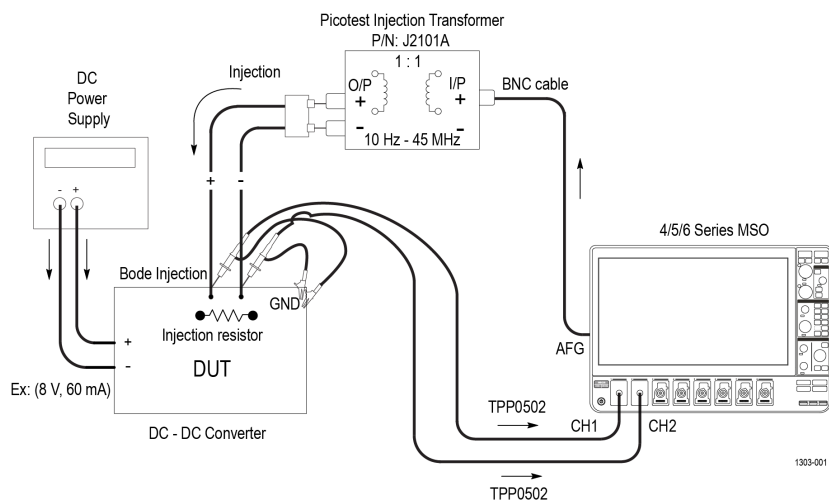 Picotest Injection Transformer
P/N: J2101A
1 : 1
O/P
I/P
+
+
-
-
10 Hz - 45 MHz
BNC cable
Injection
DC
Power
Supply
- +
+ -
4/5/6 Series MSO
Bode Injection
GND
Injection resistor
DUT
+
-
AFG
Ex: (8 V, 60 mA)
DC - DC Converter
TPP0502
CH1
CH2
TPP0502
1303-001